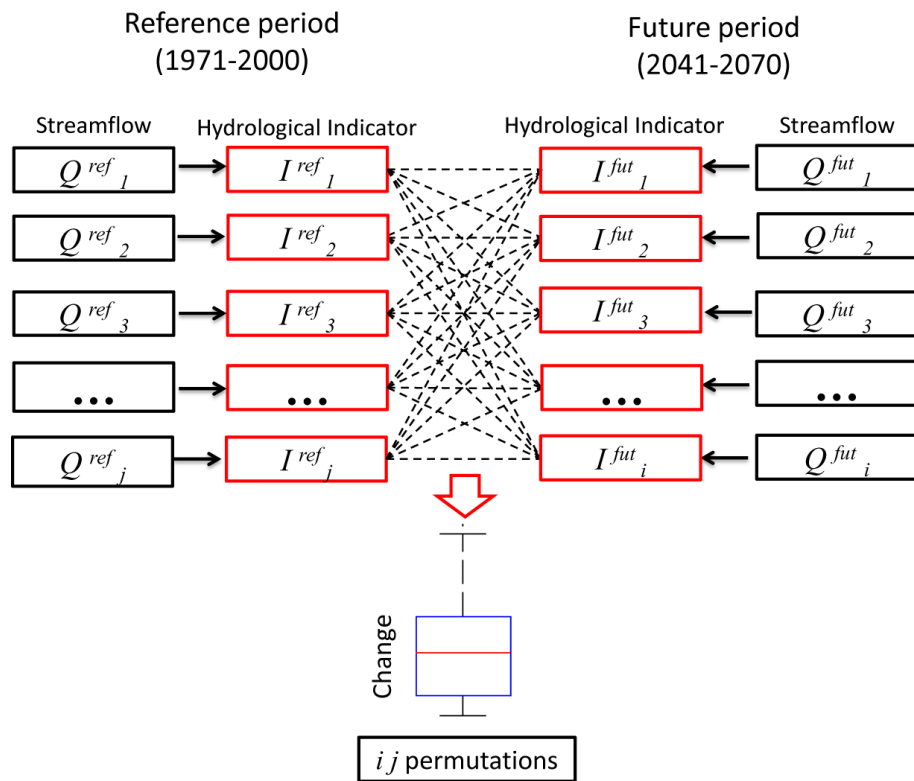 Reference period
(1971-2000)
Future period
(2041-2070)
Streamflow
Hydrological Indicator
Hydrological Indicator
Streamflow
Q ref 1
I ref 1
I fut 1
Q fut 1
Q ref 2
I ref 2
I fut 2
Q fut 2
Q ref 3
I ref 3
I fut 3
Q fut 3
...
...
...
...
Q ref j
I ref j
I fut i
Q fut i
Change
i j permutations